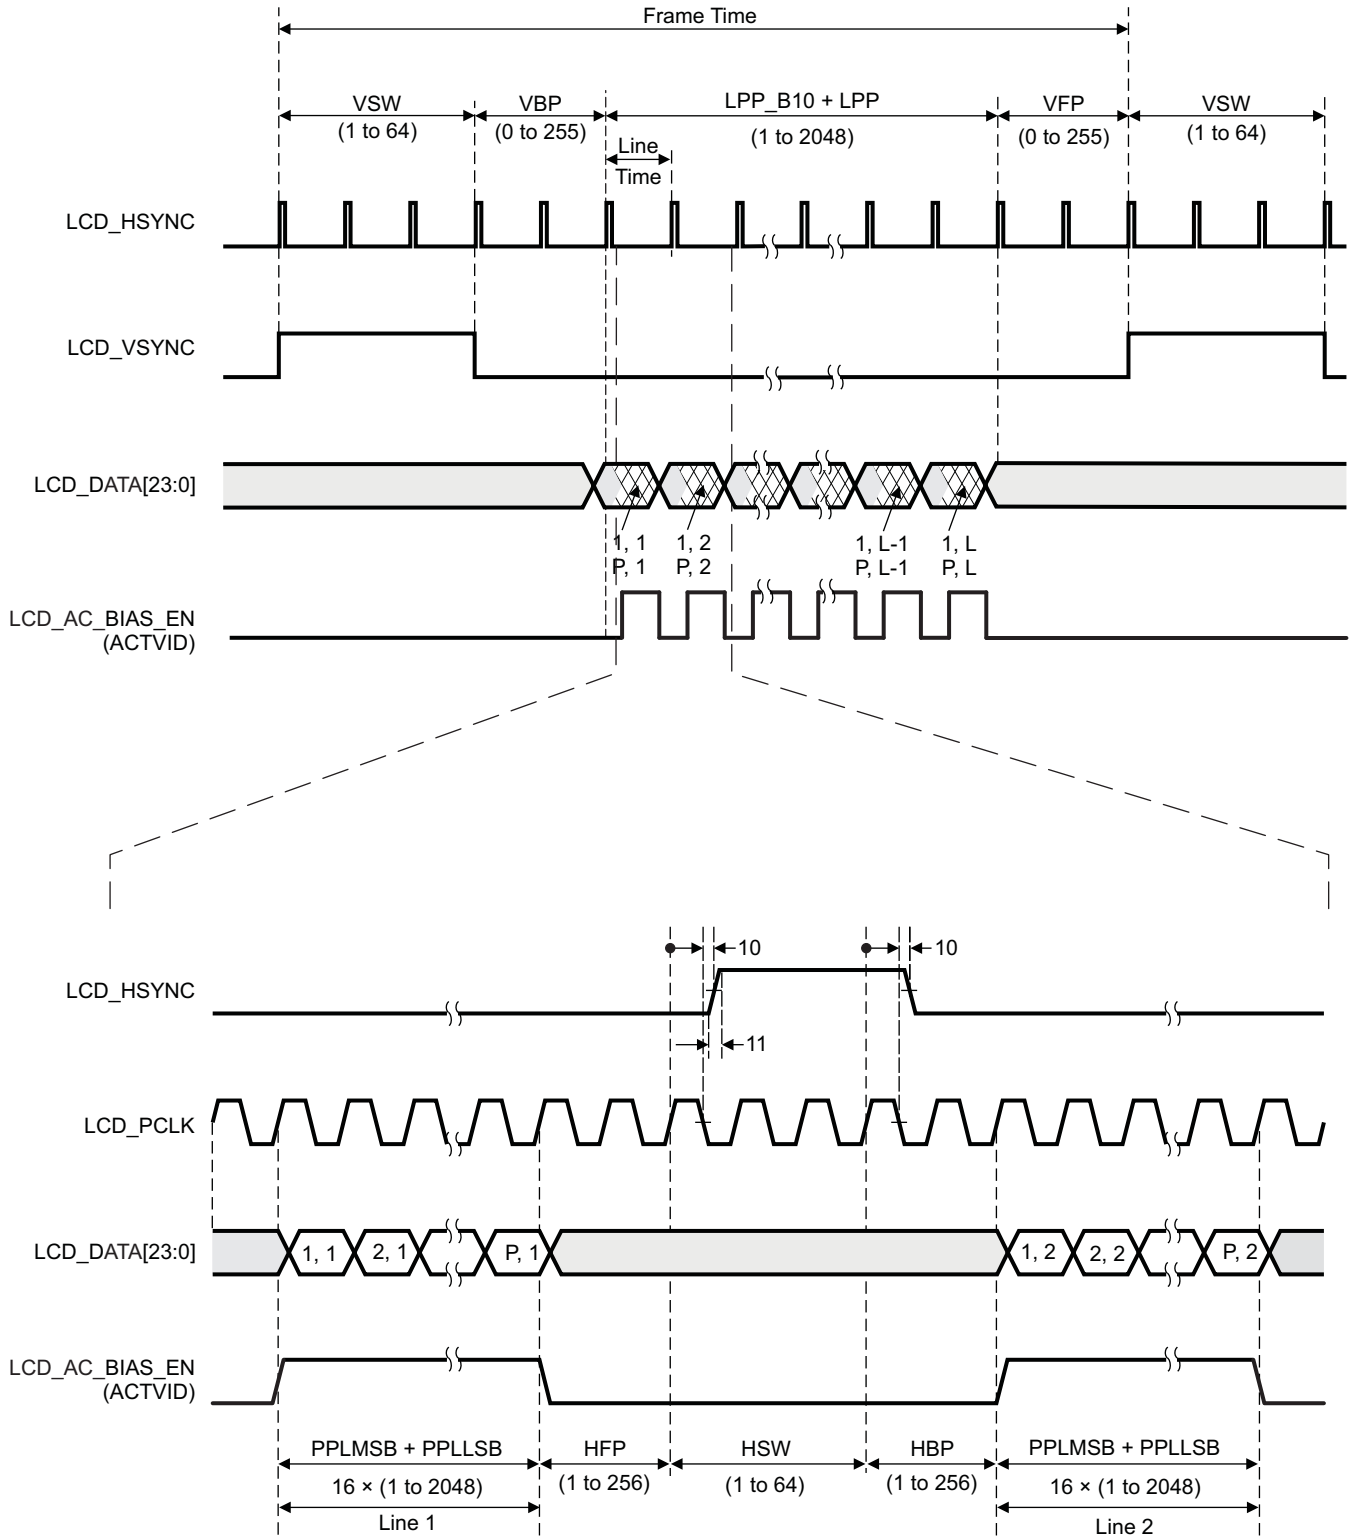 Frame Time
VSW
VBP
LPP_B10 + LPP
VFP
VSW
(1 to 64)
(0 to 255)
(1 to 2048)
(0 to 255)
(1 to 64)
Line
Time
LCD_HSYNC
LCD_VSYNC
LCD_DATA[23:0]
1, 1
P, 1
1, 2
P, 2
1, L-1
P, L-1
1, L
P, L
LCD_AC_BIAS_EN
(ACTVID)
10
10
LCD_HSYNC
11
LCD_PCLK
LCD_DATA[23:0]
1, 1
2, 1
P, 1
1, 2
2, 2
P, 2
LCD_AC_BIAS_EN
(ACTVID)
PPLMSB + PPLLSB
HFP
HSW
HBP
PPLMSB + PPLLSB
16 × (1 to 2048)
(1 to 256)
(1 to 64)
(1 to 256)
16 × (1 to 2048)
Line 1
Line 2